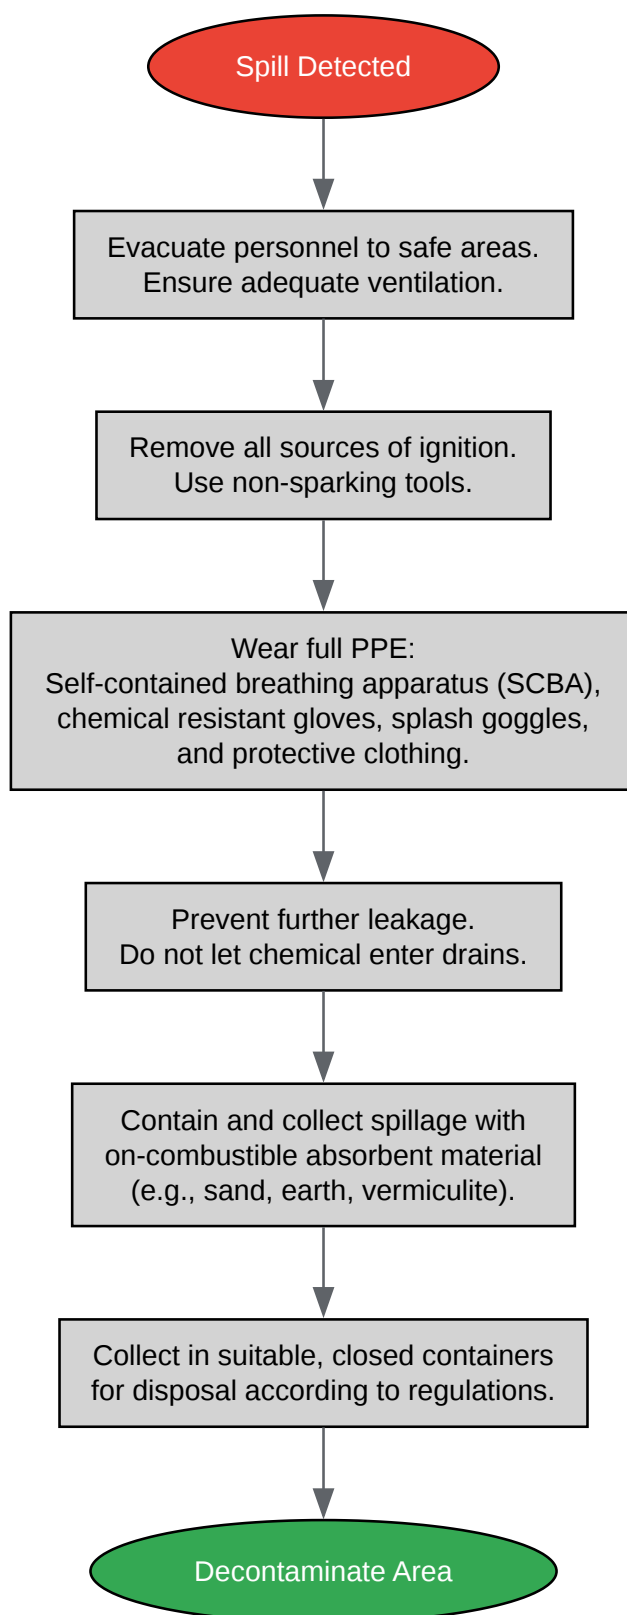 Spill Detected
Evacuate personnel to safe areas.
Ensure adequate ventilation.
Remove all sources of ignition.
Use non-sparking tools.
Wear full PPE:
Self-contained breathing apparatus (SCBA),
chemical resistant gloves, splash goggles,
and protective clothing.
Prevent further leakage.
Do not let chemical enter drains.
Contain and collect spillage with
on-combustible absorbent material
(e.g., sand, earth, vermiculite).
Collect in suitable, closed containers
for disposal according to regulations.
Decontaminate Area